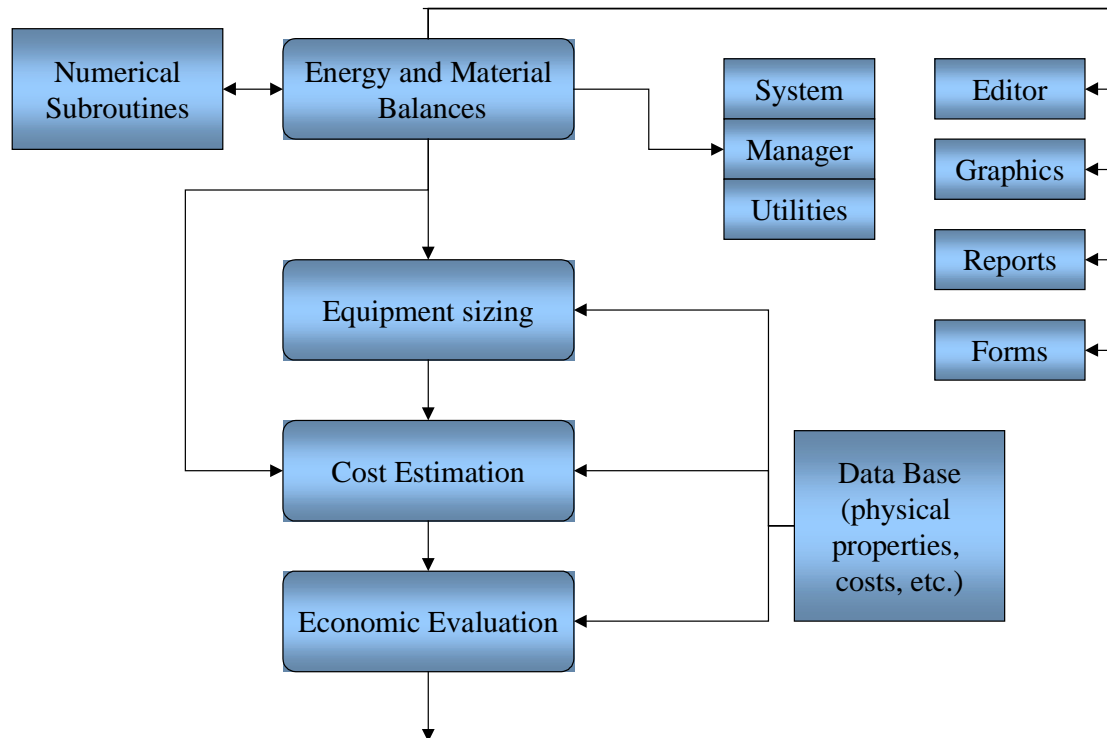 Numerical
Subroutines
Energy and Material
Balances
System
Manager
Utilities
Editor
Graphics
Reports
Forms
Equipment sizing
Cost Estimation
Data Base
(physical
properties,
costs, etc.)
Economic Evaluation